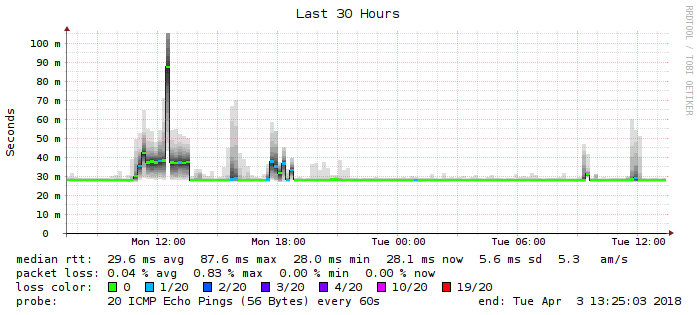 Last 30 Hours
RRDTOOL / TOBI OETIKER
Seconds
100 m
90 m
80 m
70 m
60 m
50 m
40 m
30 m
20 m
10 m
0
Mon 12:00 Mon 18:00 Tue 00:00 Tue 06:00 Tue 12:00
median rtt: 29.6 ms avg 87.6 ms max 28.0 ms min 28.1 ms now 5.6 ms sd 5.3 am/s
packet loss: 0.04 % avg 0.83 % max 0.00 % min 0.00 % now
loss color: 0 1/20 2/20 3/20 4/20 10/20 19/20
probe: 20 ICMP Echo Pings (56 Bytes) every 60s end: Tue Apr 3 13:25:03 2018